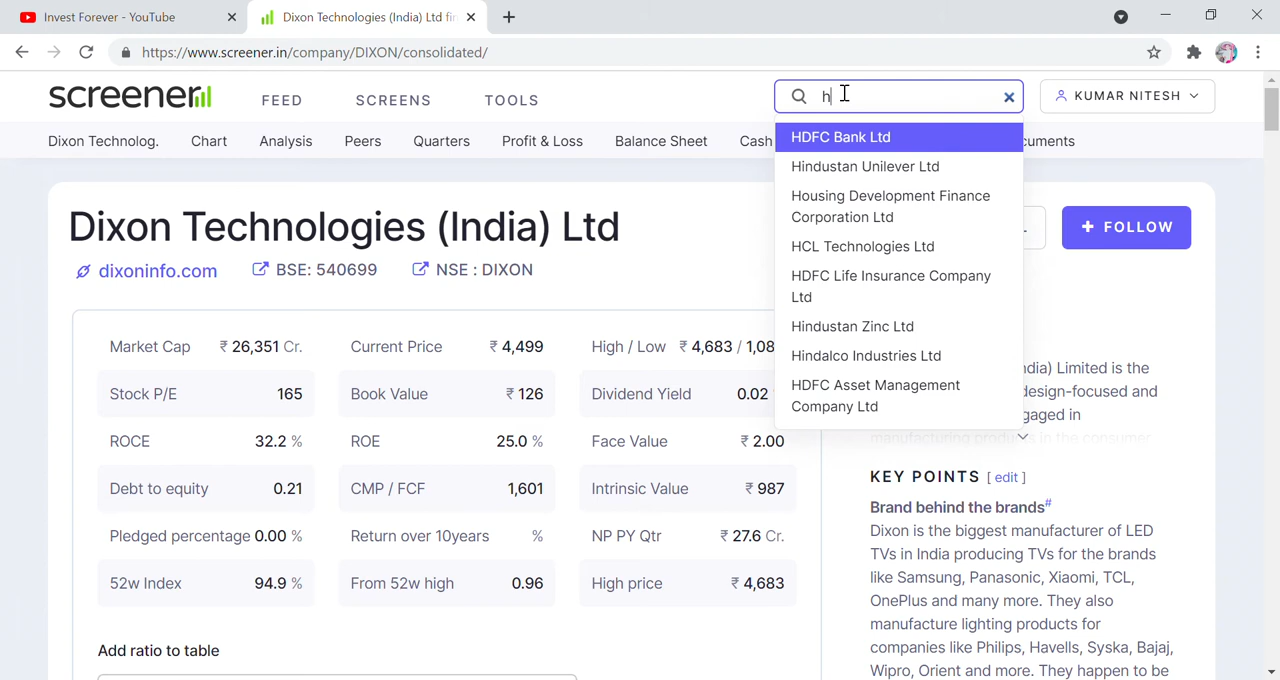 Invest Forever - YouTube
Dixon Technologies (India) Ltd fin
https://www.screener.in/company/DIXON/consolidated/
screener
FEED
SCREENS
TOOLS
h
KUMAR NITESH
Dixon Technolog.
Chart
Analysis
Peers
Quarters
Profit & Loss
Balance Sheet
Cash
cuments
HDFC Bank Ltd
Hindustan Unilever Ltd
Housing Development Finance
Corporation Ltd
HCL Technologies Ltd
HDFC Life Insurance Company
Ltd
Hindustan Zinc Ltd
Hindalco Industries Ltd
HDFC Asset Management
Company Ltd
Dixon Technologies (India) Ltd
+ FOLLOW
dixoninfo.com
BSE: 540699
NSE : DIXON
Market Cap ₹ 26,351 Cr.
Current Price ₹ 4,499
High / Low ₹ 4,683 / 1,08
Stock P/E 165
Book Value ₹ 126
Dividend Yield 0.02
ROCE 32.2 %
ROE 25.0 %
Face Value ₹ 2.00
Debt to equity 0.21
CMP / FCF 1,601
Intrinsic Value ₹ 987
Pledged percentage 0.00 %
Return over 10years %
NP PY Qtr ₹ 27.6 Cr.
52w Index 94.9 %
From 52w high 0.96
High price ₹ 4,683
Add ratio to table
ndia) Limited is the
design-focused and
gaged in
manufacturing products in the consumer
KEY POINTS [ edit ]
Brand behind the brands#
Dixon is the biggest manufacturer of LED
TVs in India producing TVs for the brands
like Samsung, Panasonic, Xiaomi, TCL,
OnePlus and many more. They also
manufacture lighting products for
companies like Philips, Havells, Syska, Bajaj,
Wipro, Orient and more. They happen to be